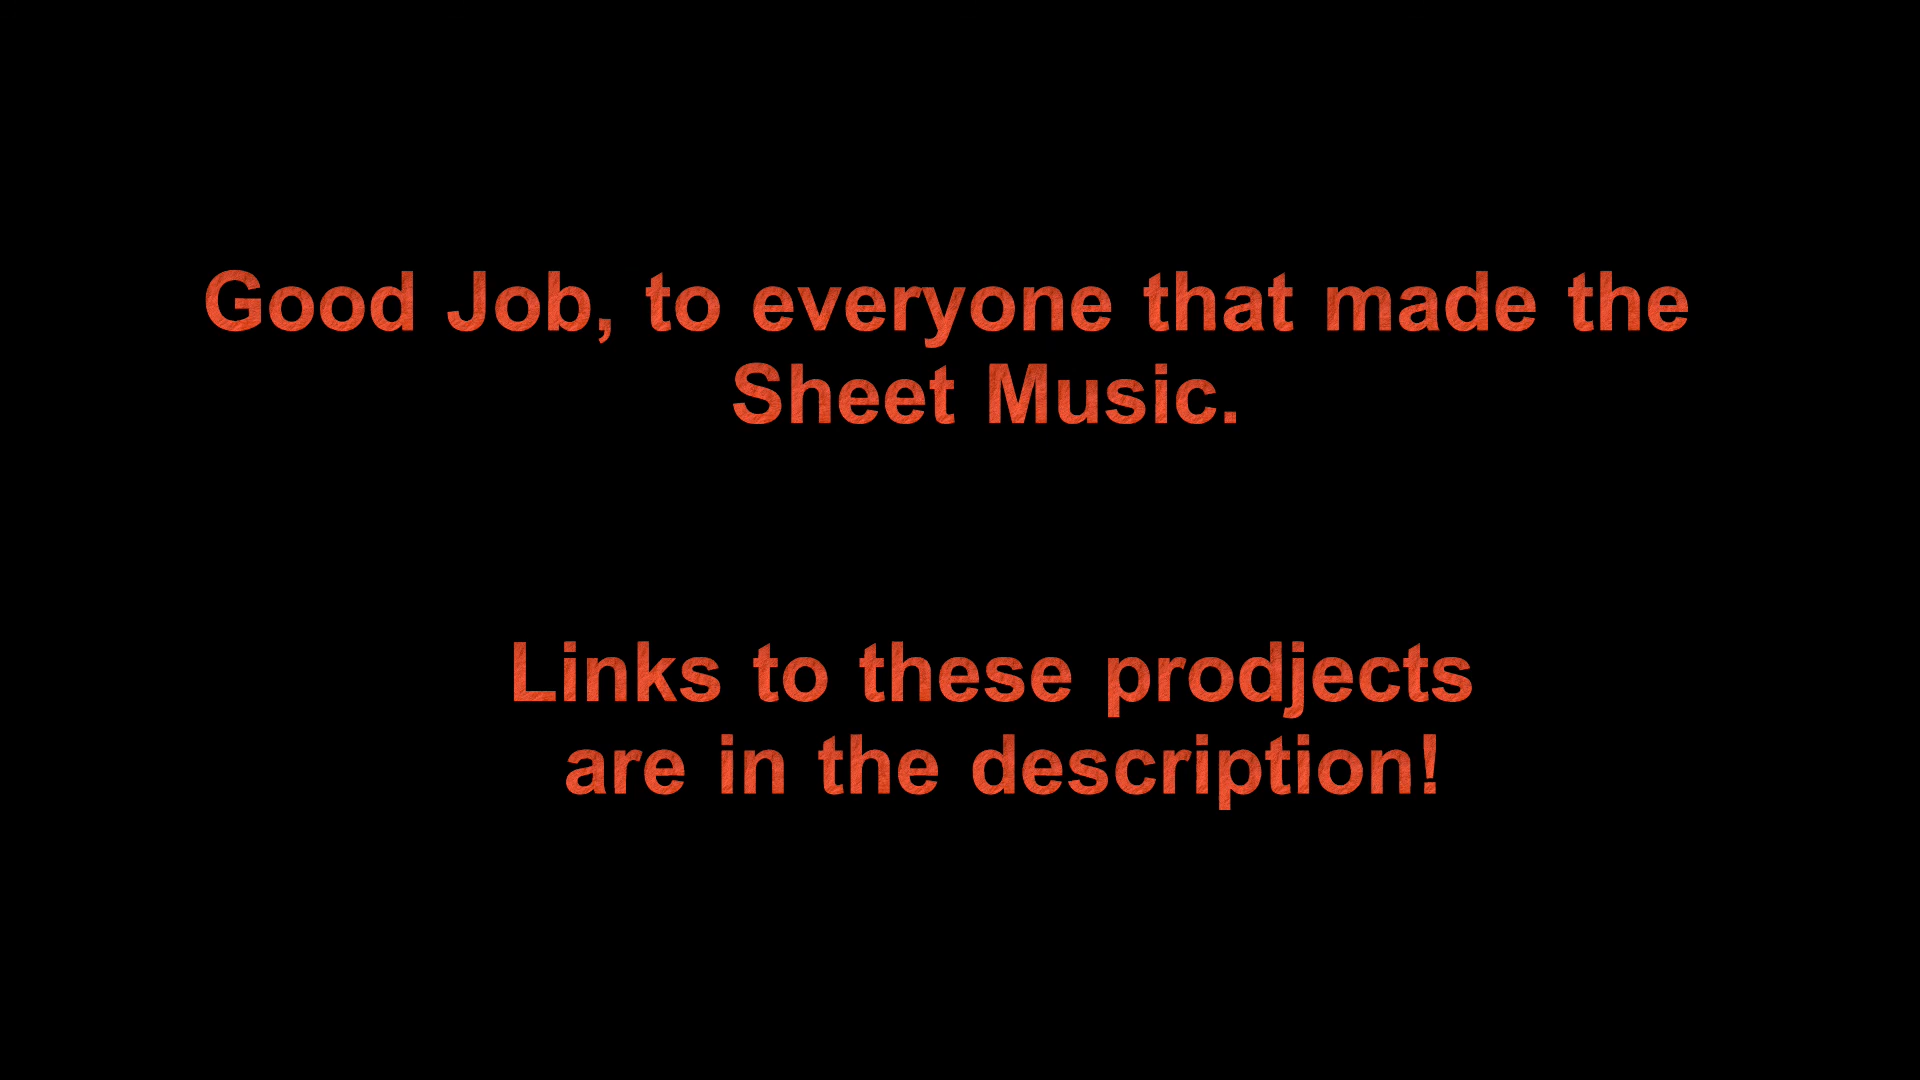 Good Job, to everyone that made the
Sheet Music.
Links to these prodjects
are in the description!